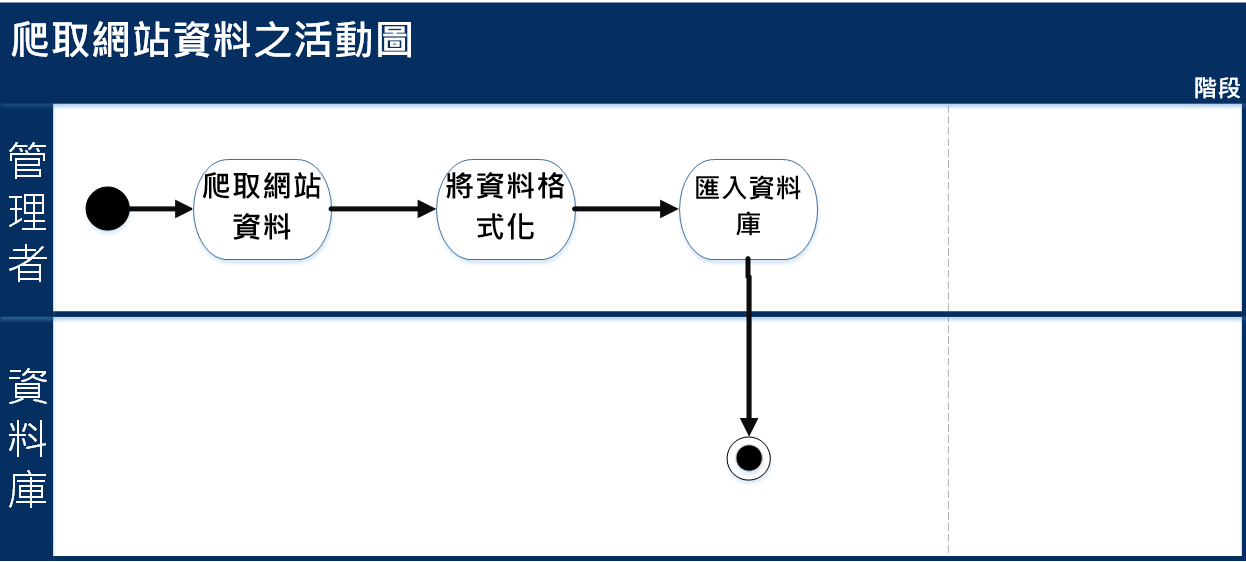 爬取網站資料之活動圖
階段
管理者
爬取網站
資料
將資料格
式化
匯入資料
庫
資料庫